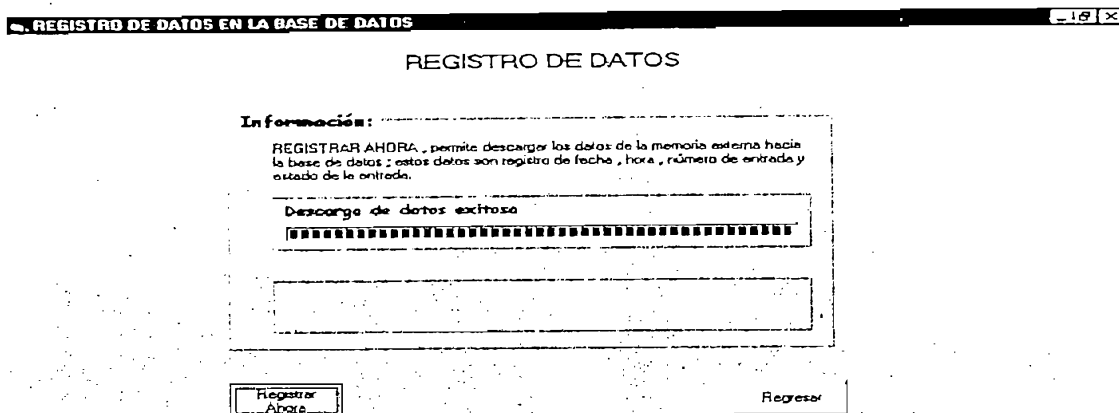 REGISTRO DE DATOS EN LA BASE DE DATOS
REGISTRO DE DATOS
Información:
REGISTRAR AHORA , permite descargar los datos de la memoria externa hacia
la base de datos ; estos datos son registro de fecha , hora , número de entrada y
estado de la entrada.
Descarga de datos exitosa
Registrar
Ahora
Regresar